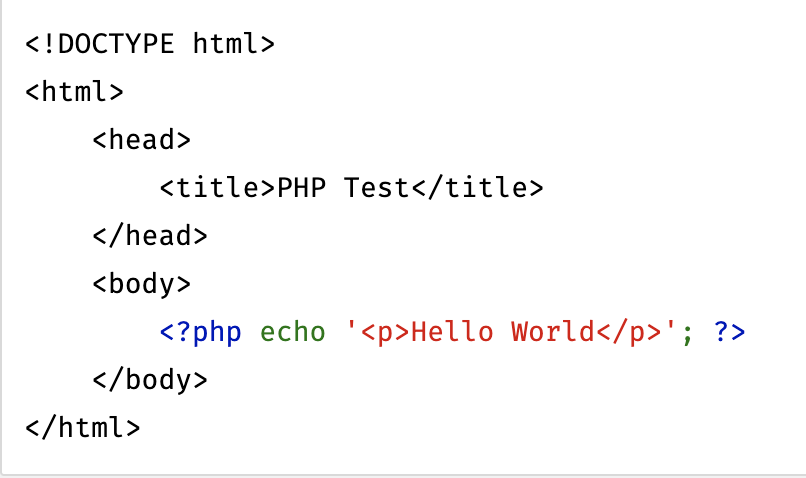 <!DOCTYPE html>
<html>
    <head>
        <title>PHP Test</title>
    </head>
    <body>
        <?php echo '<p>Hello World</p>'; ?>
    </body>
</html>